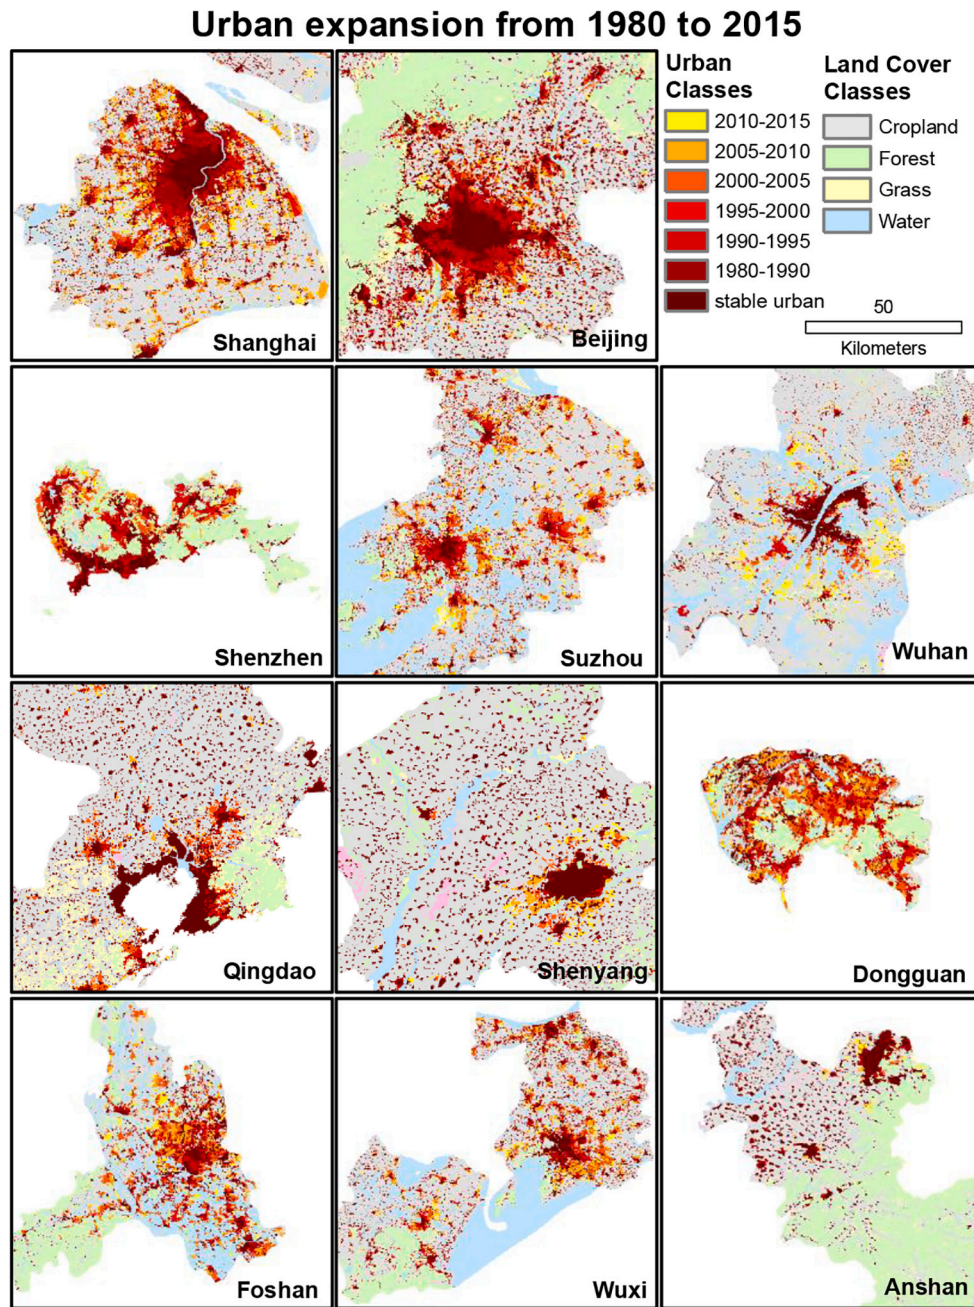 Urban expansion from 1980 to 2015
Urban
Classes
2010-2015
2005-2010
2000-2005
1995-2000
1990-1995
1980-1990
stable urban
Land Cover
Classes
Cropland
Forest
Grass
Water
50
Kilometers
Shanghai
Beijing
Shenzhen
Suzhou
Wuhan
Qingdao
Shenyang
Dongguan
Foshan
Wuxi
Anshan